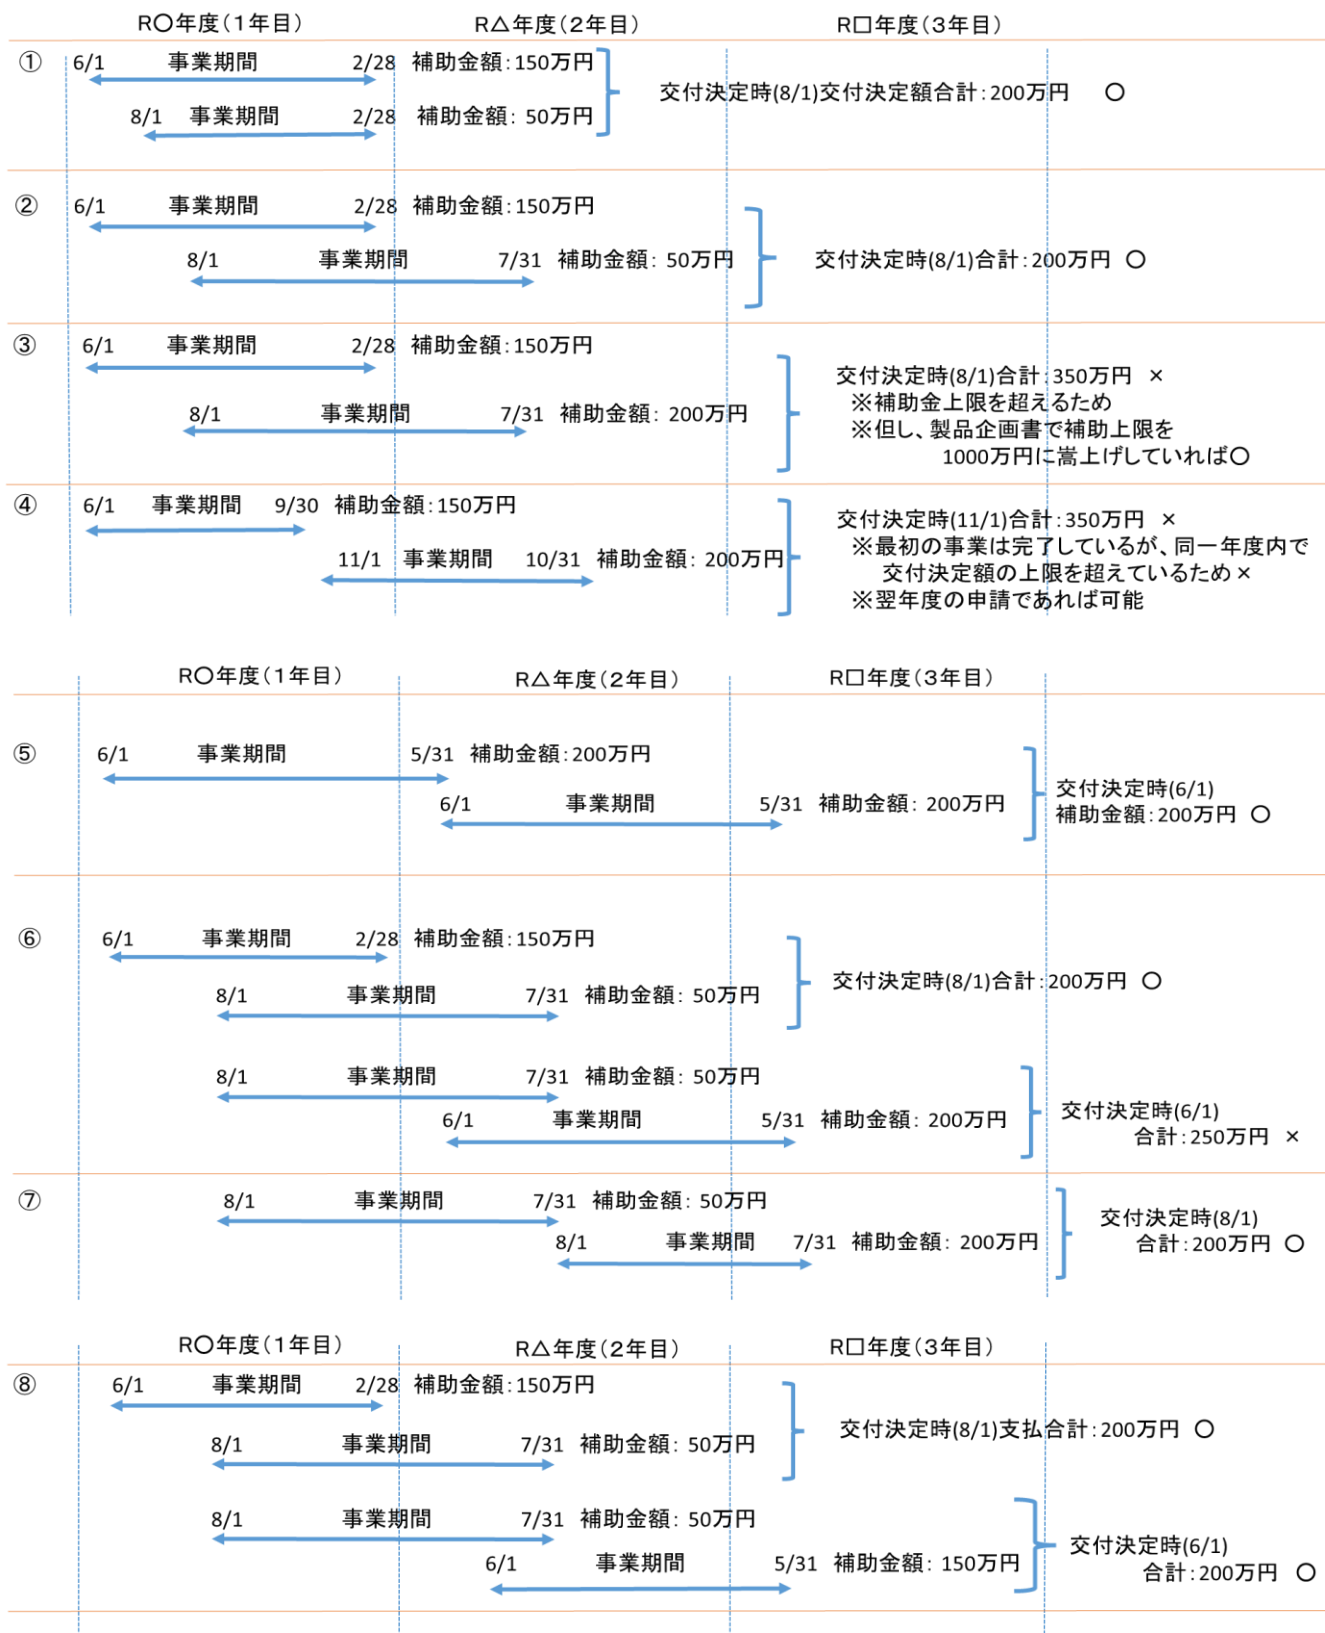 R〇年度（１年目） R△年度（２年目） R□年度（３年目）
① 6/1 事業期間 2/28 補助金額：150万円
交付決定時(8/1)交付決定額合計：200万円 〇
8/1 事業期間 2/28 補助金額： 50万円
② 6/1 事業期間 2/28 補助金額：150万円
8/1 事業期間 7/31 補助金額： 50万円 交付決定時(8/1)合計：200万円 〇
③ 6/1 事業期間 2/28 補助金額：150万円
交付決定時(8/1)合計：350万円 ×
※補助金上限を超えるため
8/1 事業期間 7/31 補助金額： 200万円
※但し、製品企画書で補助上限を
1000万円に嵩上げしていれば〇
④ 6/1 事業期間 9/30 補助金額：150万円
交付決定時(11/1)合計：350万円 ×
※最初の事業は完了しているが、同一年度内で
11/1 事業期間 10/31 補助金額： 200万円
交付決定額の上限を超えているため×
※翌年度の申請であれば可能
R〇年度（１年目） R△年度（２年目） R□年度（３年目）
⑤ 6/1 事業期間 5/31 補助金額：200万円
6/1 事業期間 5/31 補助金額： 200万円
交付決定時(6/1)
補助金額：200万円 〇
⑥ 6/1 事業期間 2/28 補助金額：150万円
交付決定時(8/1)合計：200万円 〇
8/1 事業期間 7/31 補助金額： 50万円
8/1 事業期間 7/31 補助金額： 50万円
6/1 事業期間 5/31 補助金額： 200万円
交付決定時(6/1)
合計：250万円 ×
⑦ 8/1 事業期間 7/31 補助金額： 50万円
8/1 事業期間 7/31 補助金額： 200万円
交付決定時(8/1)
合計：200万円 〇
R〇年度（１年目） R△年度（２年目） R□年度（３年目）
⑧ 6/1 事業期間 2/28 補助金額：150万円
交付決定時(8/1)支払合計：200万円 〇
8/1 事業期間 7/31 補助金額： 50万円
8/1 事業期間 7/31 補助金額： 50万円
6/1 事業期間 5/31 補助金額： 150万円
交付決定時(6/1)
合計：200万円 〇